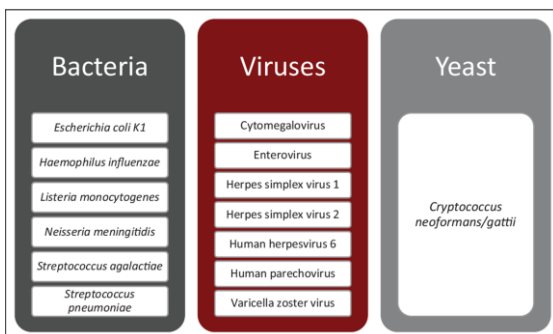 Bacteria
Escherichia coli K1
Haemophilus influenzae
Listeria monocytogenes
Neisseria meningitidis
Streptococcus agalactiae
Streptococcus
pneumoniae
Viruses
Cytomegalovirus
Enterovirus
Herpes simplex virus 1
Herpes simplex virus 2
Human herpesvirus 6
Human parechovirus
Varicella zoster virus
Yeast
Cryptococcus
neoformans/gattii